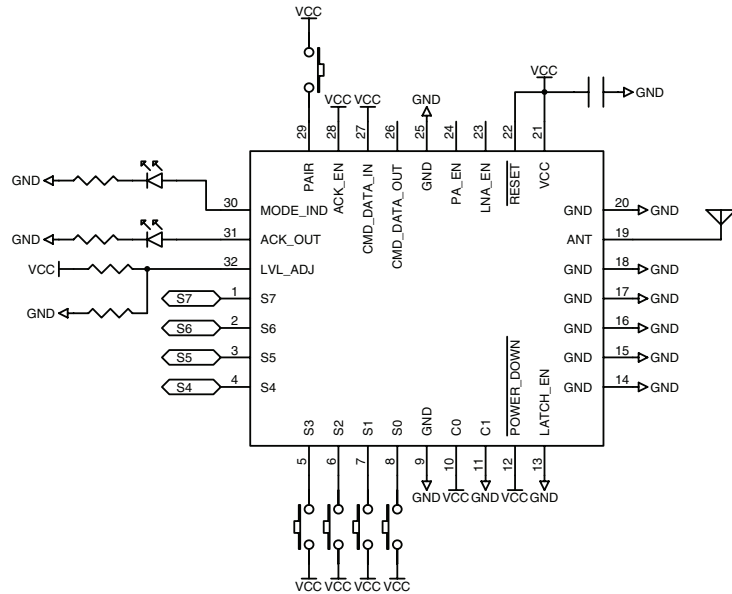 VCC
VCC VCC GND VCC
GND
29 28 27 26 25 24 23 22 21
PAIR ACK_EN CMD_DATA_IN CMD_DATA_OUT GND PA_EN LNA_EN RESET VCC
GND 30 MODE_IND GND 20 GND
GND 31 ACK_OUT ANT 19
VCC 32 LVL_ADJ GND 18 GND
S7 1 S7 GND 17 GND
GND
S6 2 S6 GND 16 GND
S5 3 S5 GND 15 GND
S4 4 S4 GND 14 GND
S3 S2 S1 S0 GND C0 C1 POWER_DOWN LATCH_EN
5 6 7 8 9 10 11 12 13
GND VCC GND VCC GND
VCC VCC VCC VCC